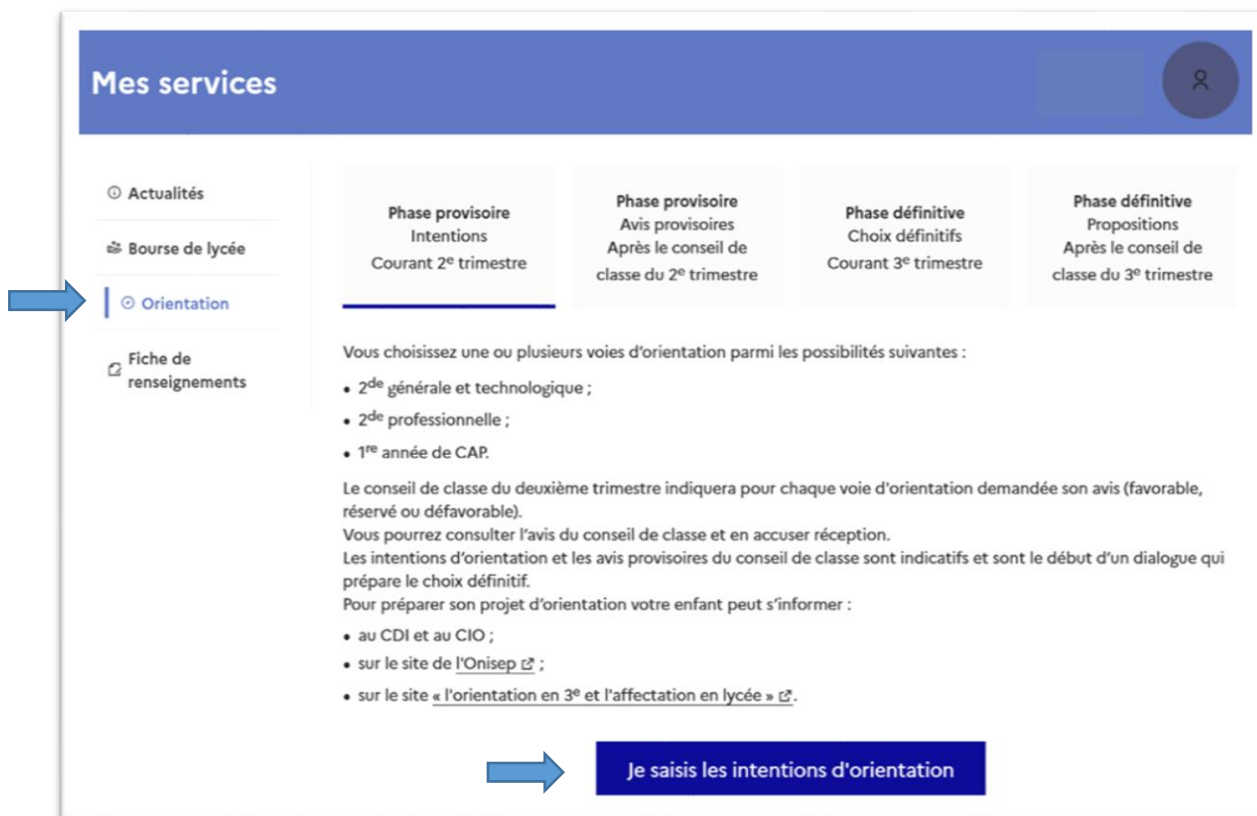 Mes services
Actualités
Bourse de lycée
Orientation
Fiche de
renseignements
Phase provisoire
Intentions
Courant 2e trimestre
Phase provisoire
Avis provisoires
Après le conseil de
classe du 2e trimestre
Phase définitive
Choix définitifs
Courant 3e trimestre
Phase définitive
Propositions
Après le conseil de
classe du 3e trimestre
Vous choisissez une ou plusieurs voies d'orientation parmi les possibilités suivantes :
• 2de générale et technologique ;
• 2de professionnelle ;
• 1re année de CAP.
Le conseil de classe du deuxième trimestre indiquera pour chaque voie d'orientation demandée son avis (favorable,
réservé ou défavorable).
Vous pourrez consulter l'avis du conseil de classe et en accuser réception.
Les intentions d'orientation et les avis provisoires du conseil de classe sont indicatifs et sont le début d'un dialogue qui
prépare le choix définitif.
Pour préparer son projet d'orientation votre enfant peut s'informer :
• au CDI et au CIO ;
• sur le site de l'Onisep ;
• sur le site « l'orientation en 3e et l'affectation en lycée ».
Je saisis les intentions d'orientation